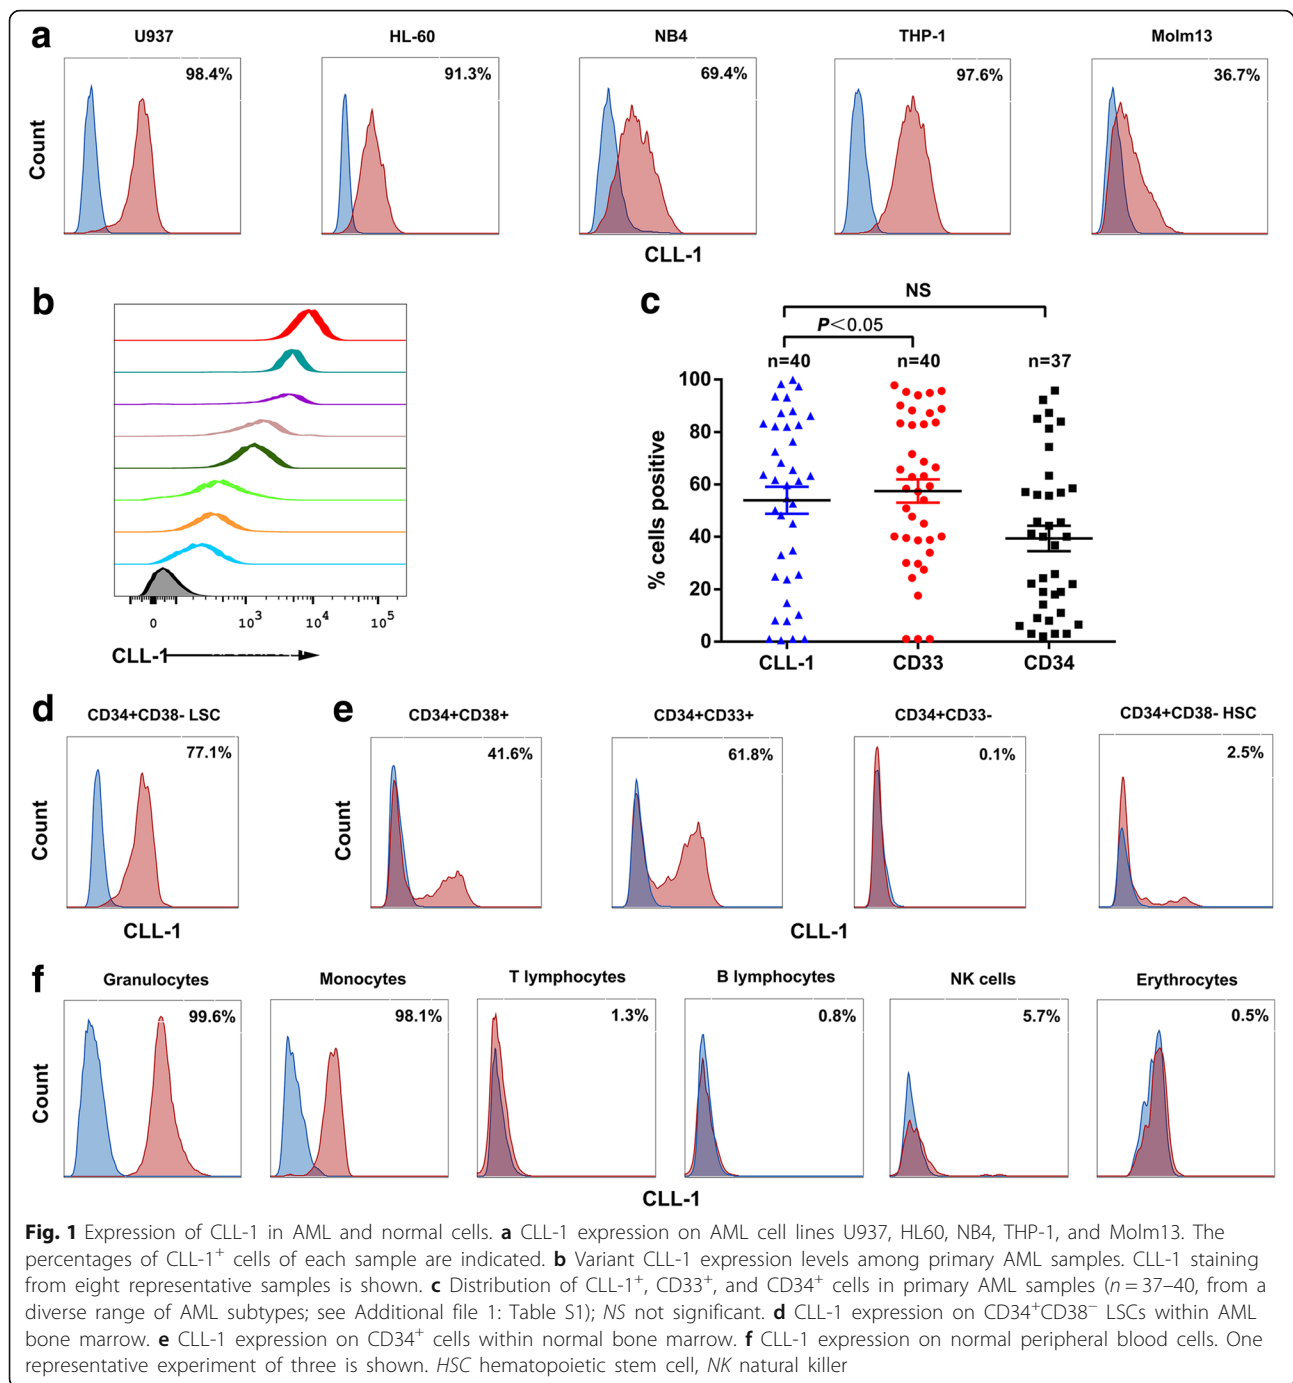 a
U937 HL-60 NB4 THP-1 Molm13
98.4% 91.3% 69.4% 97.6% 36.7%
Count
CLL-1
b
0 10³ 10⁴ 10⁵
CLL-1
c
NS
P<0.05
n=40 n=40 n=37
% cells positive
100
80
60
40
20
0
CLL-1 CD33 CD34
d
CD34+CD38- LSC
77.1%
Count
CLL-1
e
CD34+CD38+ CD34+CD33+ CD34+CD33- CD34+CD38- HSC
41.6% 61.8% 0.1% 2.5%
Count
CLL-1
f
Granulocytes Monocytes T lymphocytes B lymphocytes NK cells Erythrocytes
99.6% 98.1% 1.3% 0.8% 5.7% 0.5%
Count
CLL-1
Fig. 1 Expression of CLL-1 in AML and normal cells. a CLL-1 expression on AML cell lines U937, HL60, NB4, THP-1, and Molm13. The
percentages of CLL-1⁺ cells of each sample are indicated. b Variant CLL-1 expression levels among primary AML samples. CLL-1 staining
from eight representative samples is shown. c Distribution of CLL-1⁺, CD33⁺, and CD34⁺ cells in primary AML samples (n = 37–40, from a
diverse range of AML subtypes; see Additional file 1: Table S1); NS not significant. d CLL-1 expression on CD34⁺CD38⁻ LSCs within AML
bone marrow. e CLL-1 expression on CD34⁺ cells within normal bone marrow. f CLL-1 expression on normal peripheral blood cells. One
representative experiment of three is shown. HSC hematopoietic stem cell, NK natural killer